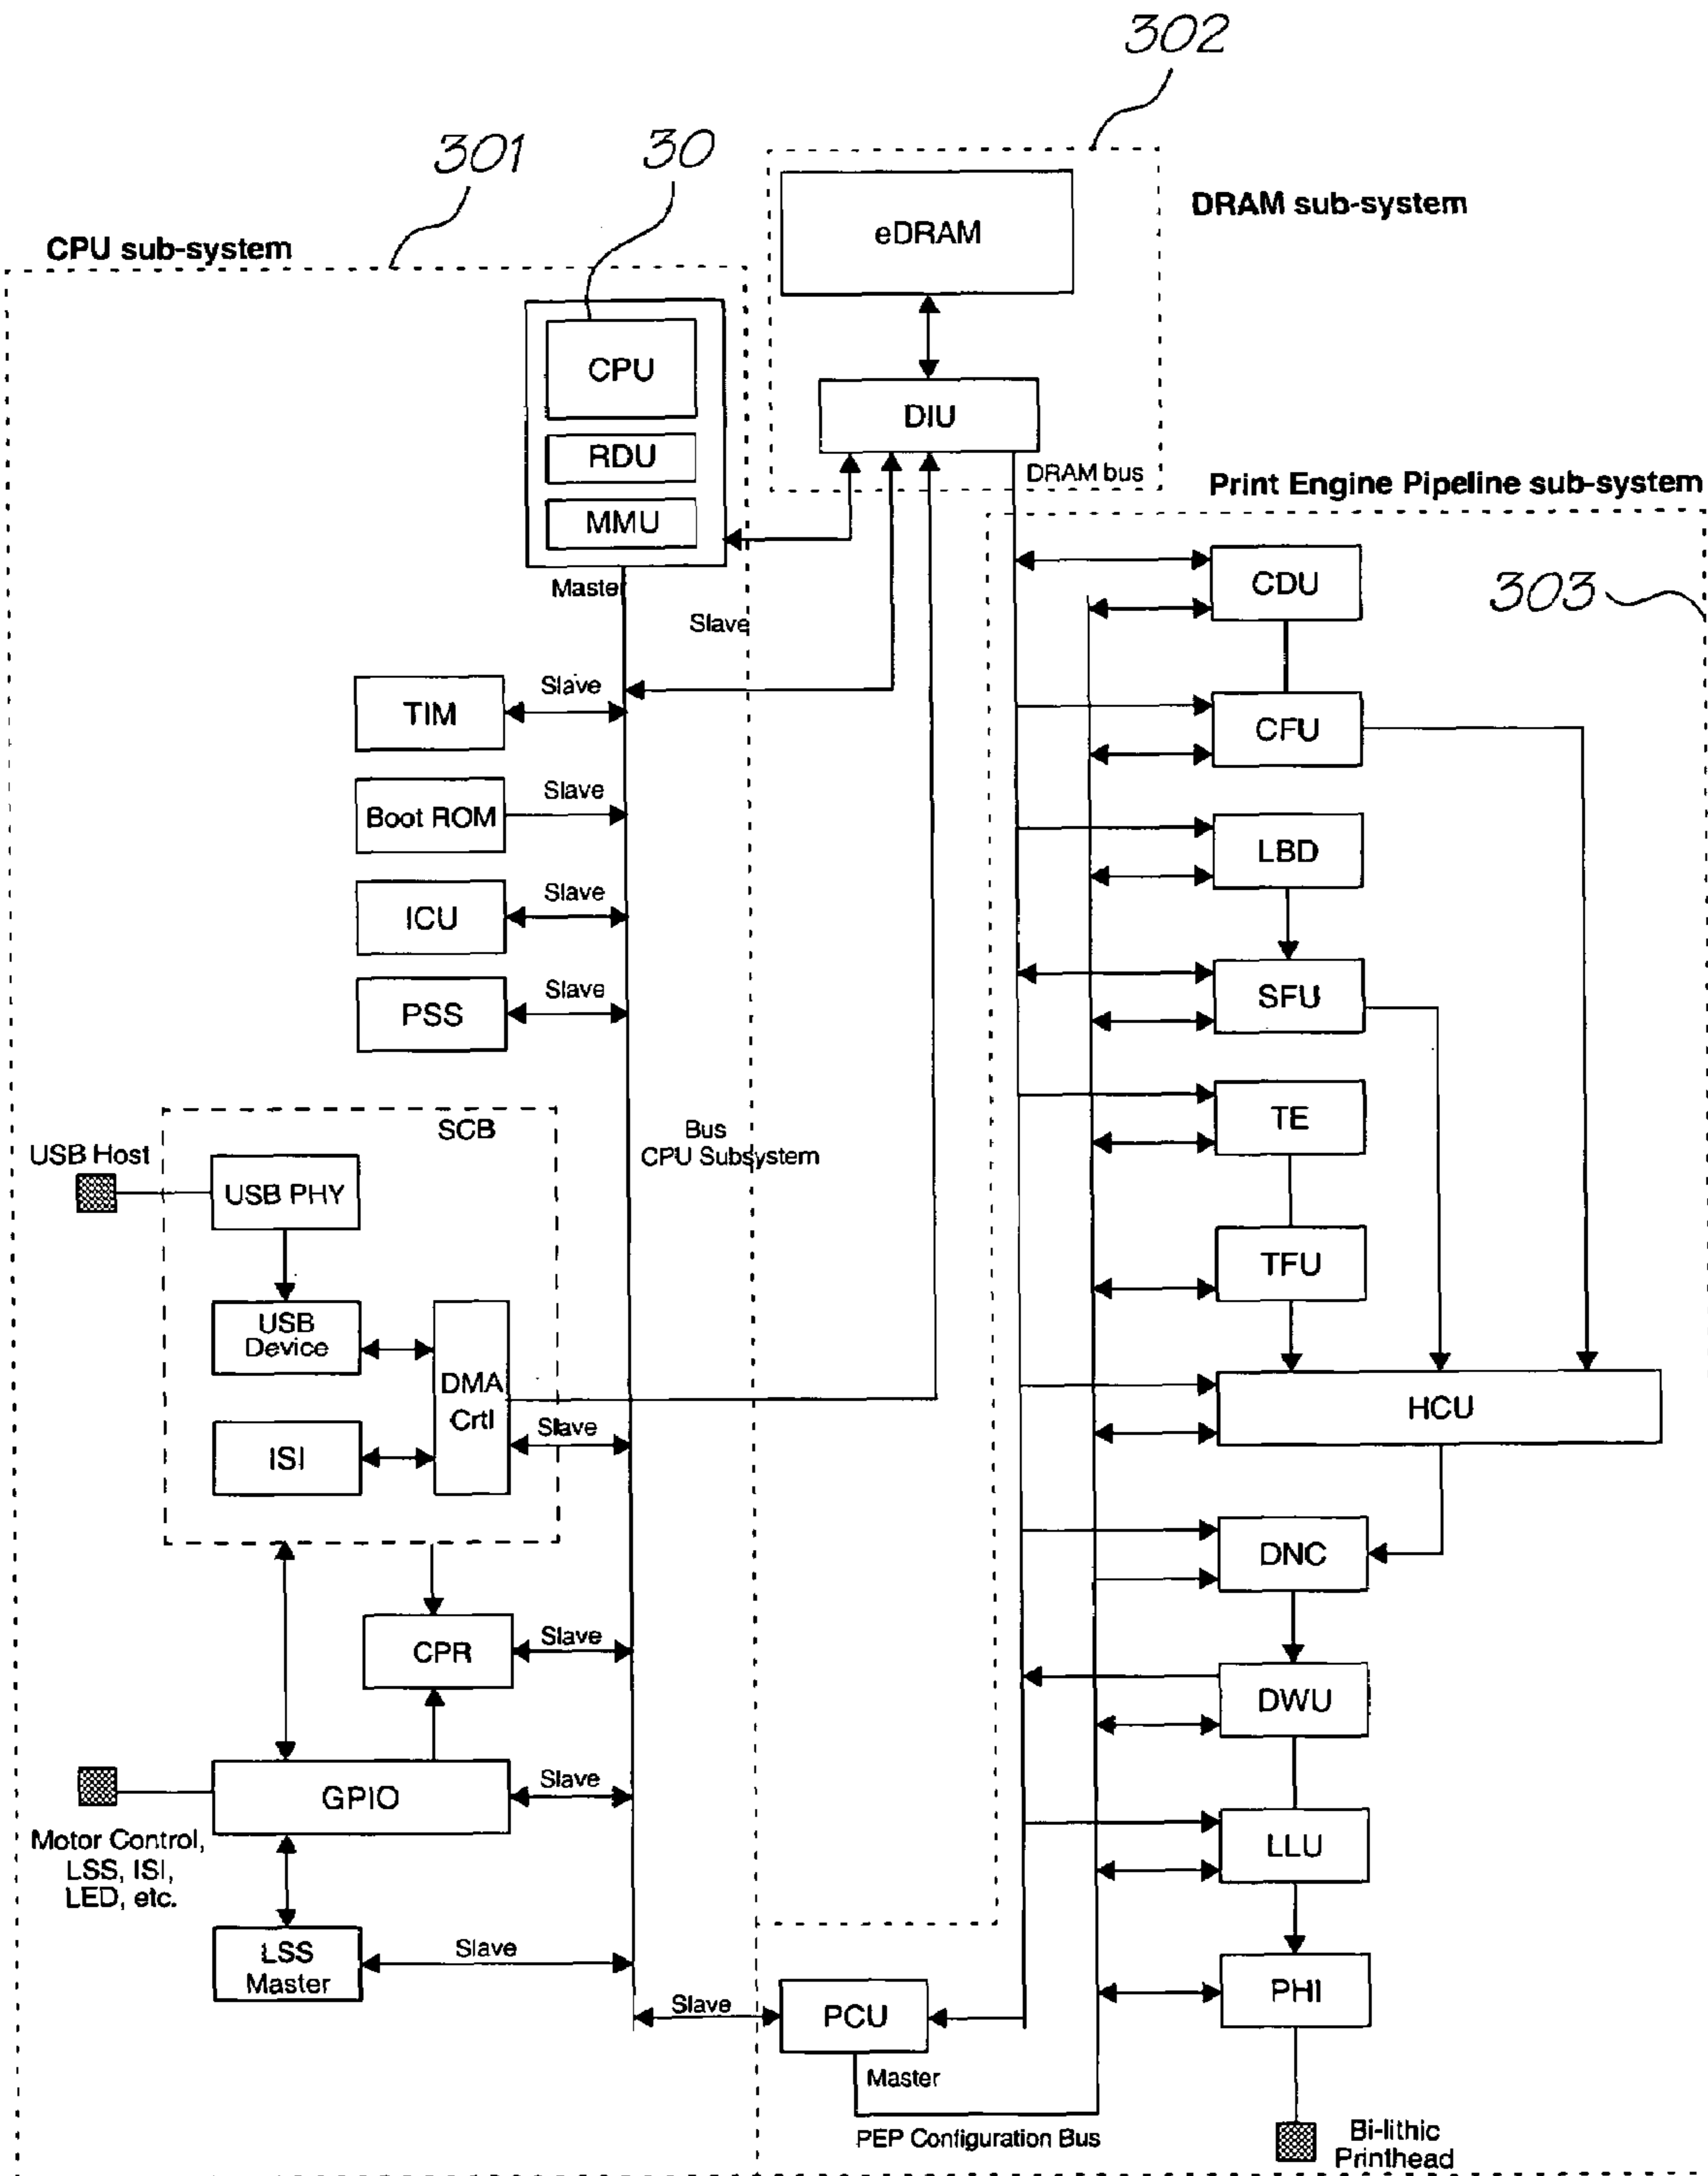 302
301
30
DRAM sub-system
CPU sub-system
eDRAM
CPU
DIU
RDU
DRAM bus
Print Engine Pipeline sub-system
MMU
Master
CDU
303
Slave
Slave
TIM
CFU
Slave
Boot ROM
LBD
Slave
ICU
Slave
PSS
SFU
SCB
Bus
CPU Subsystem
TE
USB Host
USB PHY
TFU
USB
Device
DMA
Crtl
Slave
HCU
ISI
DNC
CPR
Slave
DWU
GPIO
Slave
Motor Control,
LSS, ISI,
LED, etc.
LLU
LSS
Master
Slave
PHI
Slave
PCU
Master
PEP Configuration Bus
Bi-lithic
Printhead